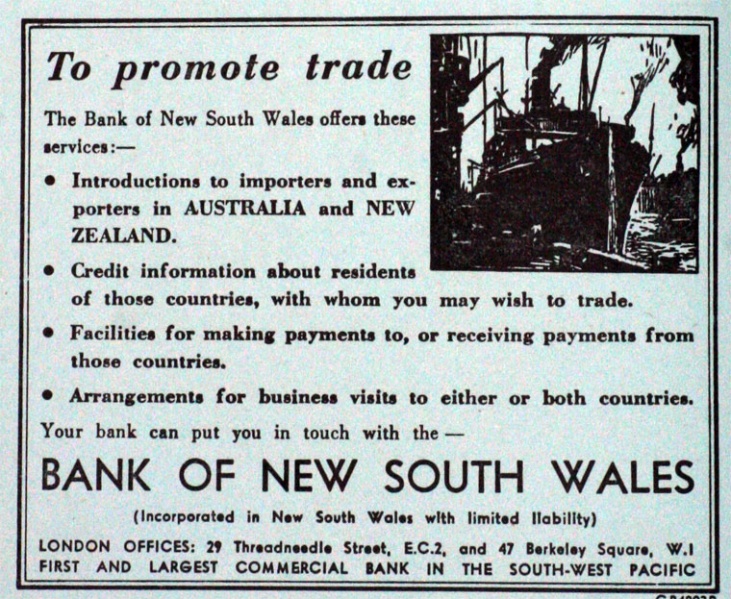 To promote trade
The Bank of New South Wales offers these
services:—
● Introductions to importers and ex-
porters in AUSTRALIA and NEW
ZEALAND.
● Credit information about residents
of those countries, with whom you may wish to trade.
● Facilities for making payments to, or receiving payments from
those countries.
● Arrangements for business visits to either or both countries.
Your bank can put you in touch with the —
BANK OF NEW SOUTH WALES
(Incorporated in New South Wales with limited liability)
LONDON OFFICES: 29 Threadneedle Street, E.C.2, and 47 Berkeley Square, W.1
FIRST AND LARGEST COMMERCIAL BANK IN THE SOUTH-WEST PACIFIC